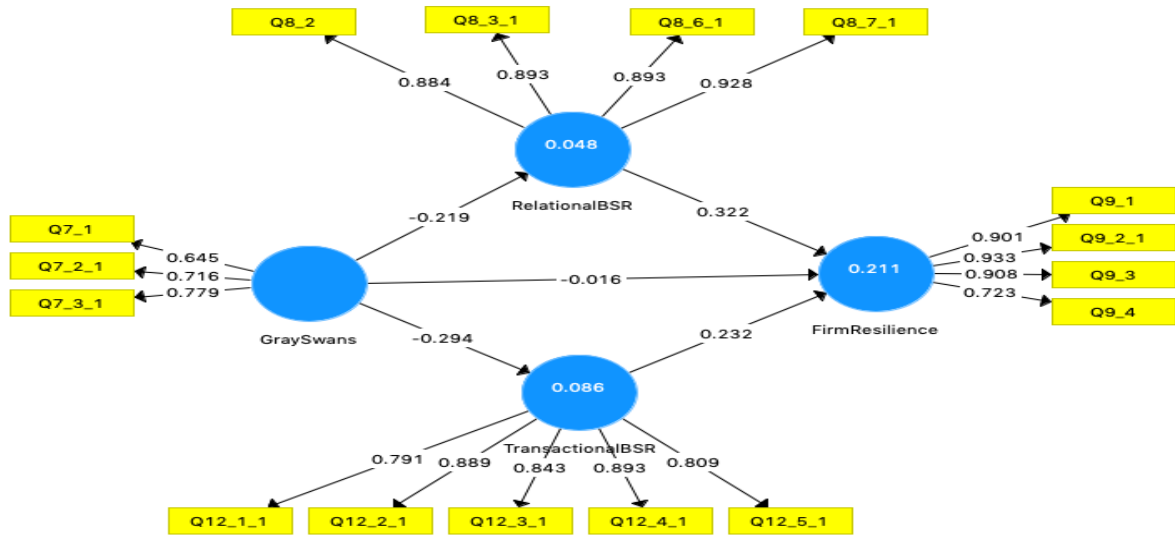 Q8_2
Q8_3_1
Q8_6_1
Q8_7_1
0.884
0.893
0.893
0.928
0.048
RelationalBSR
-0.219
0.322
Q7_1
Q7_2_1
Q7_3_1
0.645
0.716
0.779
GraySwans
-0.016
0.211
FirmResilience
0.901
0.933
0.908
0.723
Q9_1
Q9_2_1
Q9_3
Q9_4
-0.294
0.232
0.086
TransactionalBSR
0.791
0.889
0.843
0.893
0.809
Q12_1_1
Q12_2_1
Q12_3_1
Q12_4_1
Q12_5_1